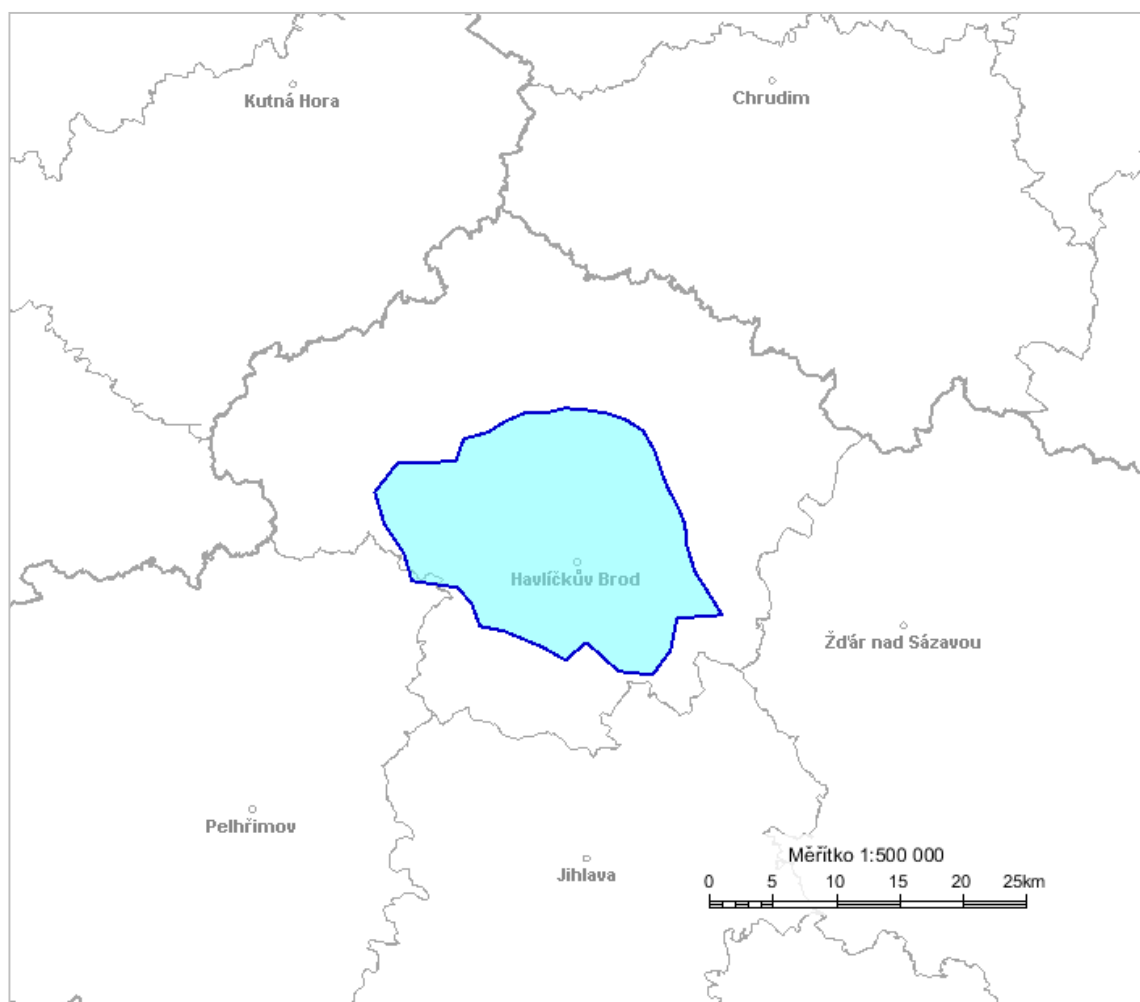 Kutná Hora
Chrudim
Havlíčkův Brod
Žďár nad Sázavou
Pelhřimov
Jihlava
Měřítko 1:500 000
0 5 10 15 20 25km